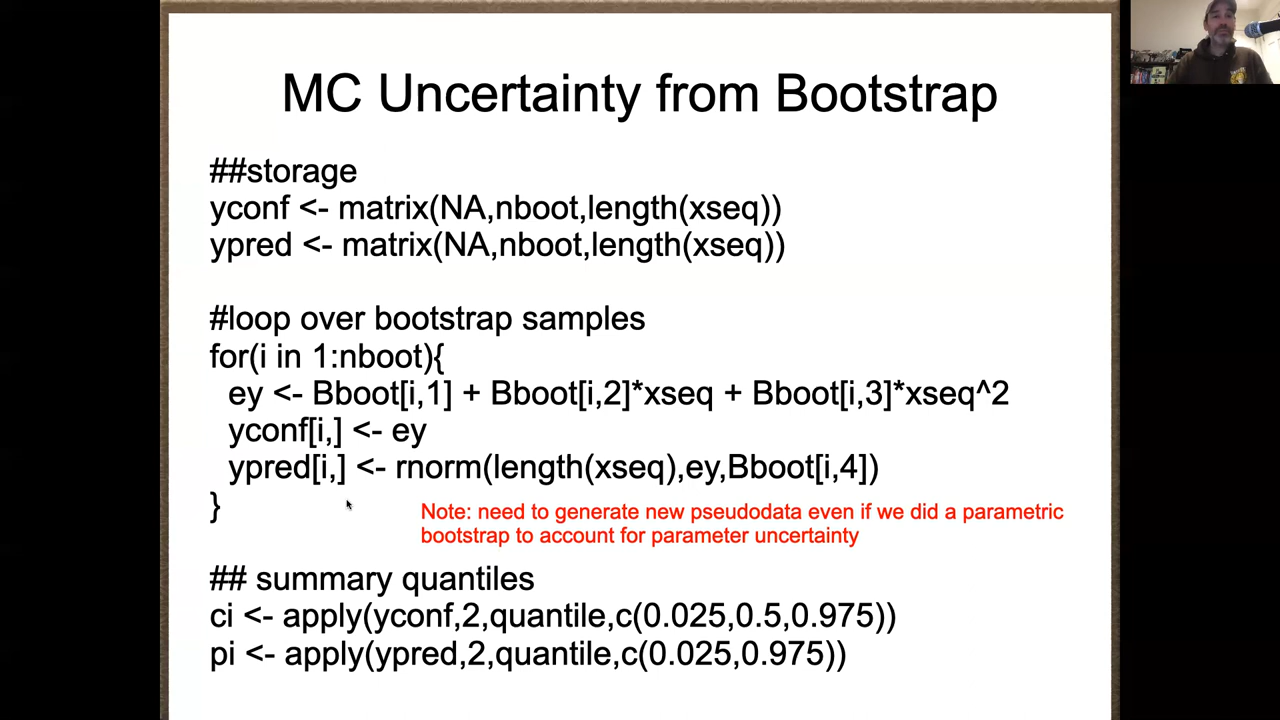 MC Uncertainty from Bootstrap
##storage
yconf <- matrix(NA,nboot,length(xseq))
ypred <- matrix(NA,nboot,length(xseq))
#loop over bootstrap samples
for(i in 1:nboot){
ey <- Bboot[i,1] + Bboot[i,2]*xseq + Bboot[i,3]*xseq^2
yconf[i,] <- ey
ypred[i,] <- rnorm(length(xseq),ey,Bboot[i,4])
}
Note: need to generate new pseudodata even if we did a parametric
bootstrap to account for parameter uncertainty
## summary quantiles
ci <- apply(yconf,2,quantile,c(0.025,0.5,0.975))
pi <- apply(ypred,2,quantile,c(0.025,0.975))